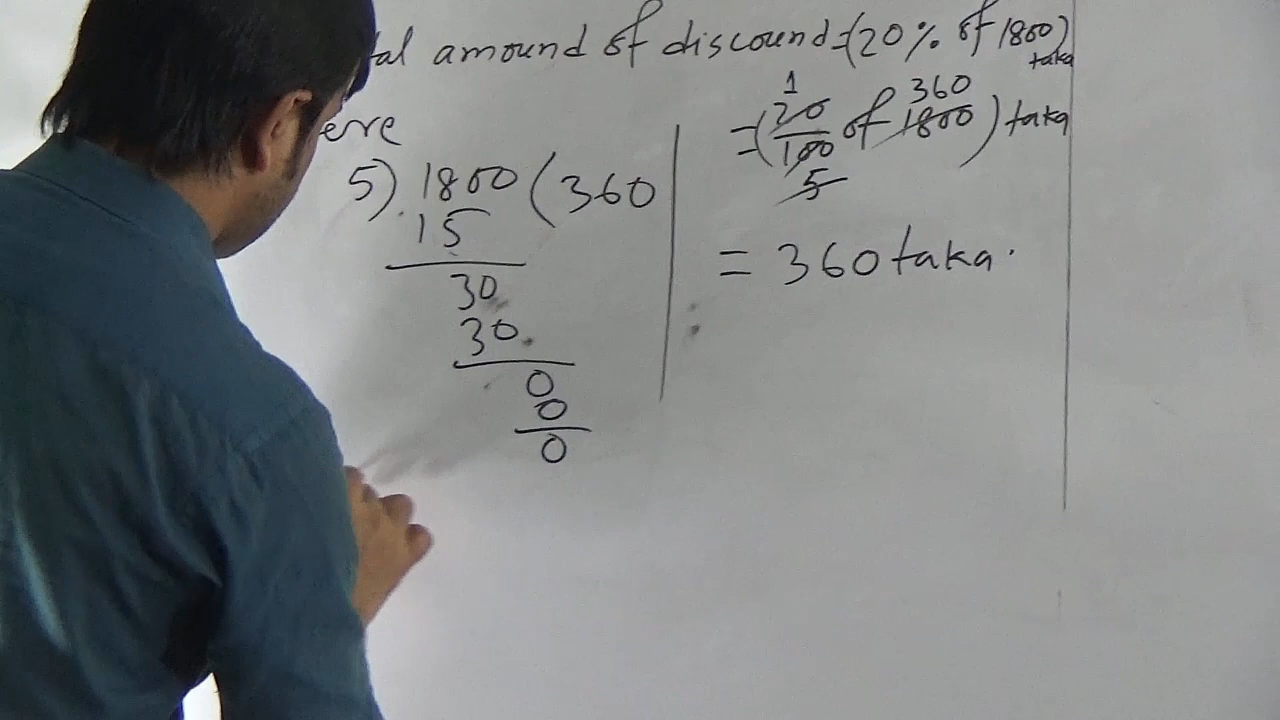 tal amound of discound=(20% of 1800) taka
ere
5) 1800 (360
15
30
30
0
0
0
=(20/100 of 1800) taka
1
360
5
= 360 taka.